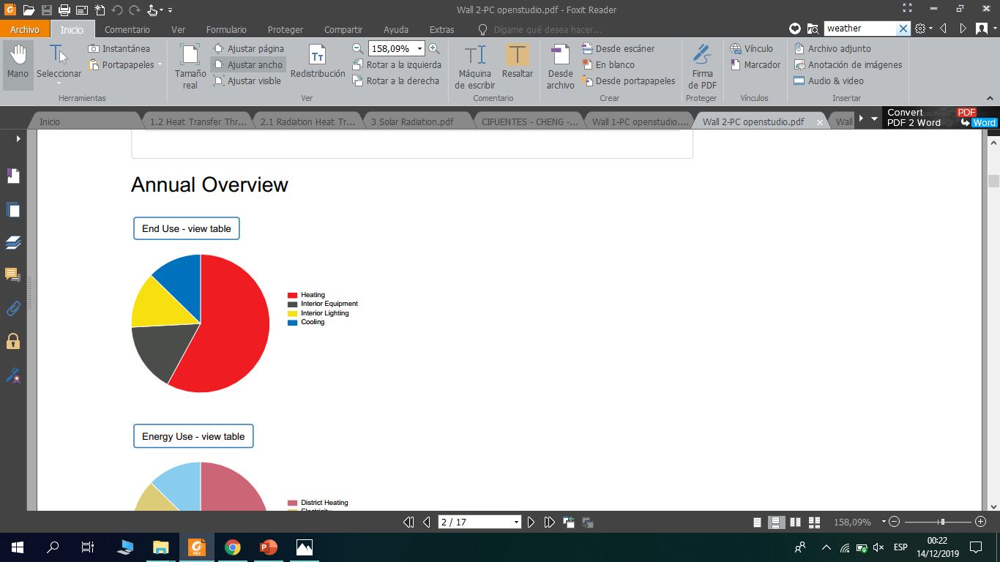 Wall 2-PC openstudio.pdf - Foxit Reader
Archivo Inicio Comentario Ver Formulario Proteger Compartir Ayuda Extras Dígame qué desea hacer... weather
Mano
Seleccionar
Instantánea
Portapapeles
Herramientas
Tamaño real
Ajustar página
Ajustar ancho
Ajustar visible
Redistribución
158,09%
Rotar a la izquierda
Rotar a la derecha
Ver
Máquina de escribir
Resaltar
Comentario
Desde archivo
Desde escáner
En blanco
Desde portapapeles
Crear
Firma de PDF
Proteger
Vínculo
Marcador
Vínculos
Archivo adjunto
Anotación de imágenes
Audio & video
Insertar
Inicio 1.2 Heat Transfer Thr... 2.1 Radiation Heat Tr... 3 Solar Radiation.pdf CIFUENTES - CHENG -... Wall 1-PC openstudio.... Wall 2-PC openstudio.pdf Wall
Convert PDF
PDF 2 Word Word
Annual Overview
End Use - view table
Heating
Interior Equipment
Interior Lighting
Cooling
Energy Use - view table
District Heating
Electricity
2 / 17
158,09%
PDF
P
ESP
00:22
14/12/2019